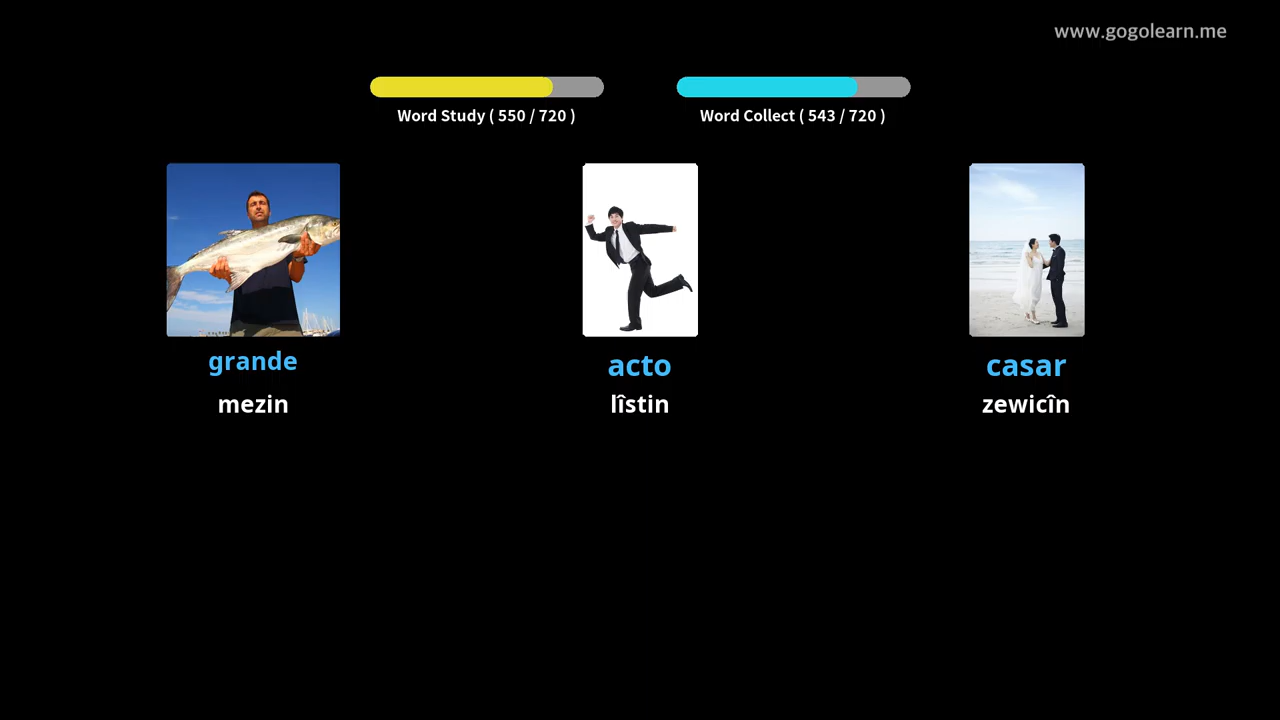 www.gogolearn.me
Word Study ( 550 / 720 )
Word Collect ( 543 / 720 )
grande
acto
casar
mezin
lîstin
zewicîn